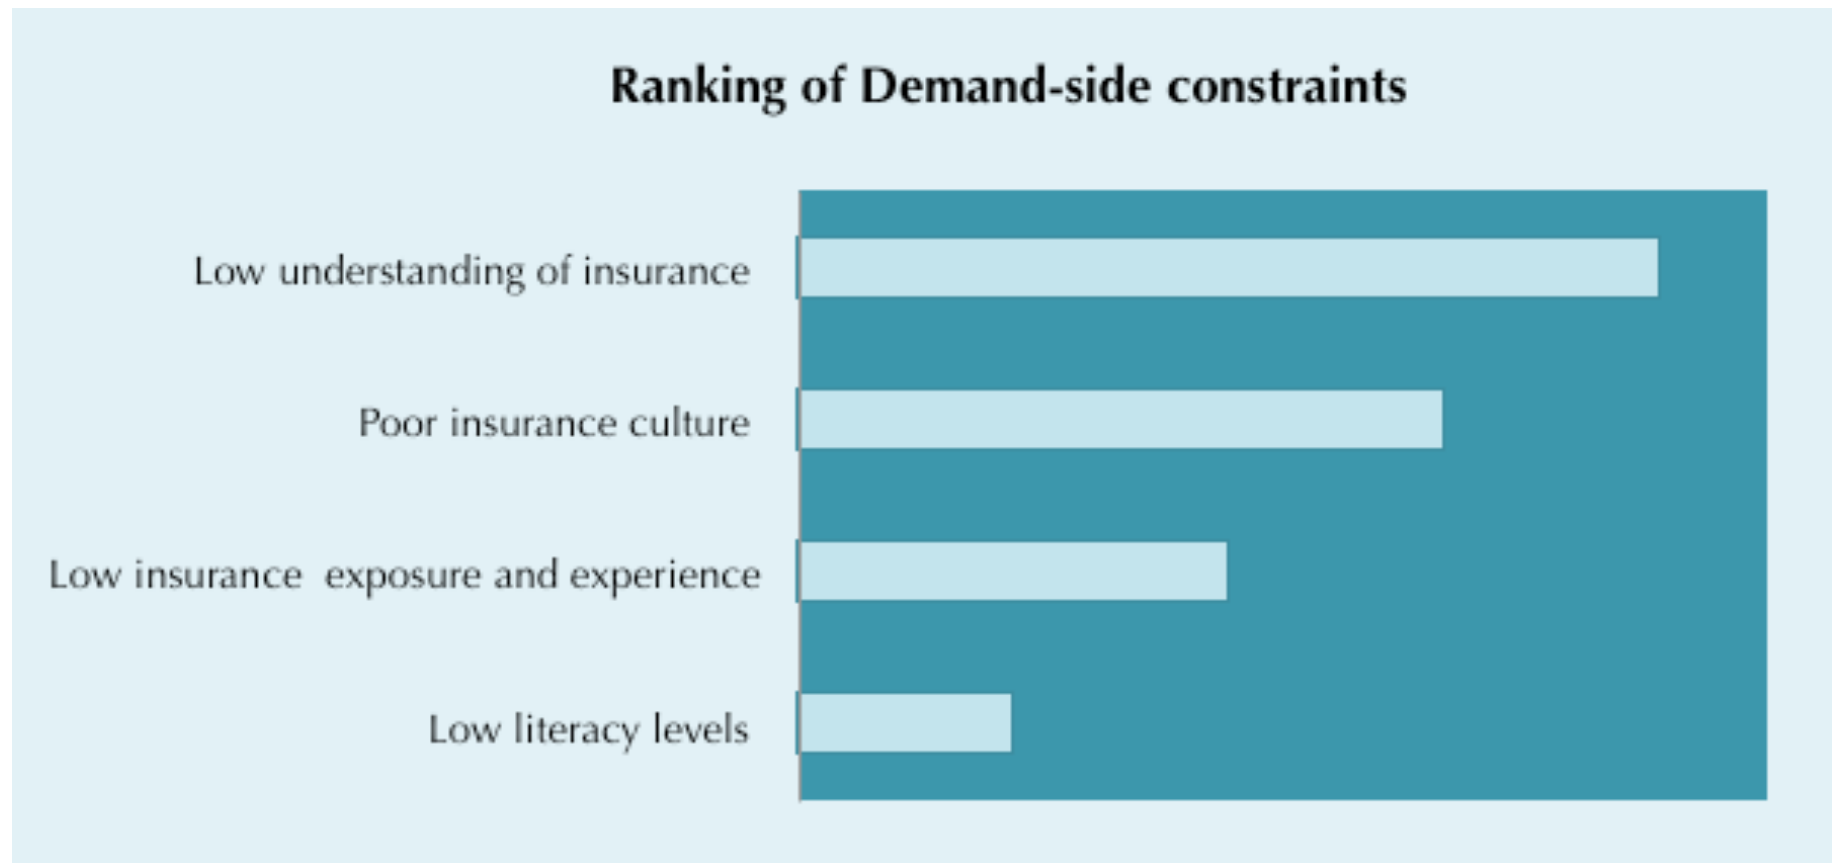 Ranking of Demand-side constraints
Low understanding of insurance
Poor insurance culture
Low insurance  exposure and experience
Low literacy levels